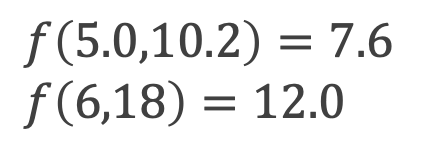 f(5.0,10.2) = 7.6
f(6,18) = 12.0